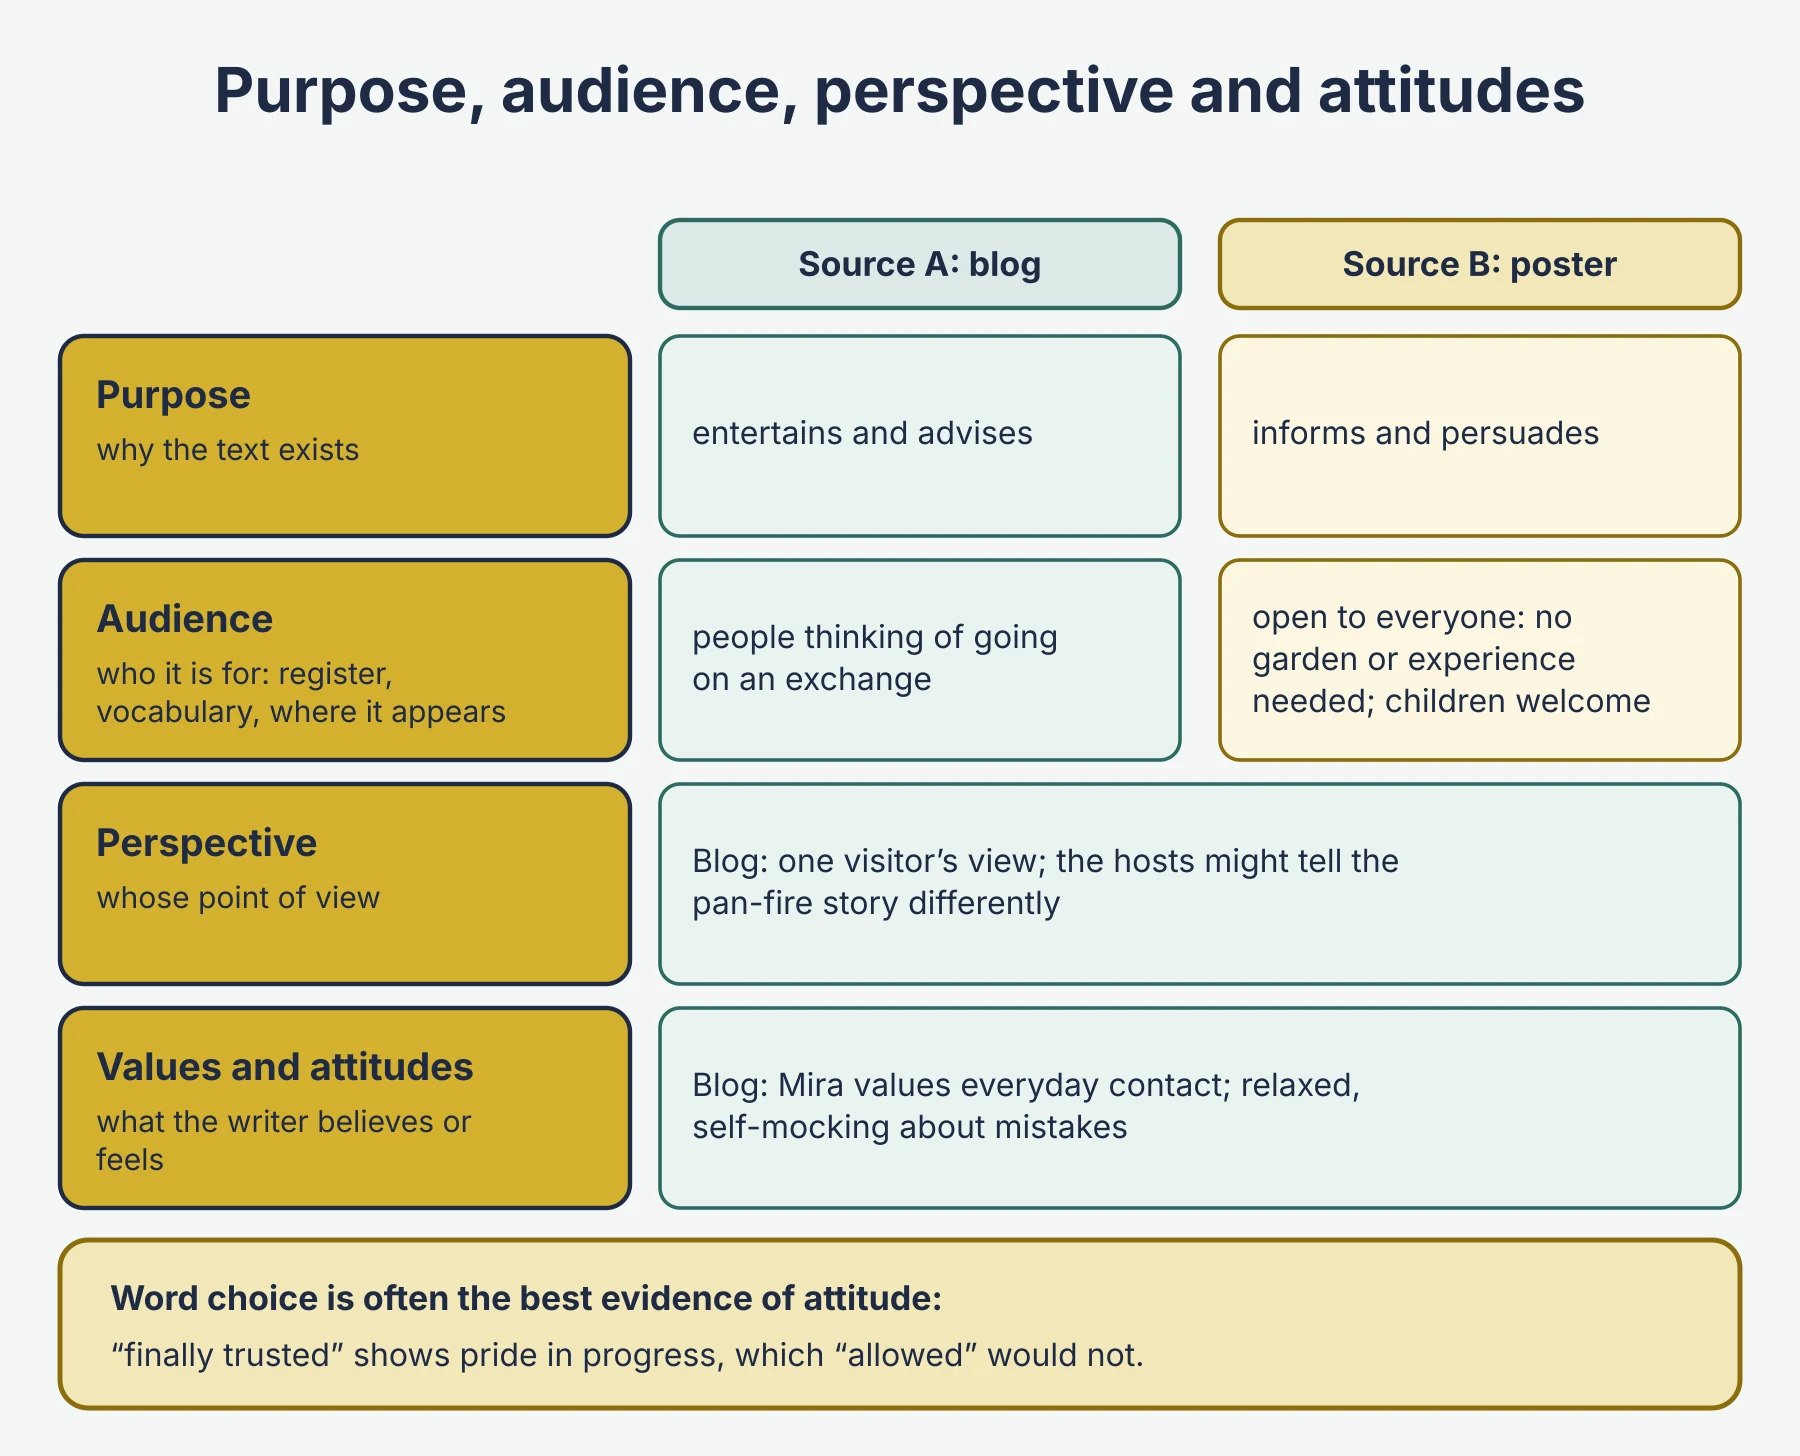 Purpose, audience, perspective and attitudes
Source A: blog
Source B: poster
Purpose
why the text exists
entertains and advises
informs and persuades
Audience
who it is for: register,
vocabulary, where it appears
people thinking of going
on an exchange
open to everyone: no
garden or experience
needed; children welcome
Perspective
whose point of view
Blog: one visitor’s view; the hosts might tell the
pan-fire story differently
Values and attitudes
what the writer believes or
feels
Blog: Mira values everyday contact; relaxed,
self-mocking about mistakes
Word choice is often the best evidence of attitude:
“finally trusted” shows pride in progress, which “allowed” would not.